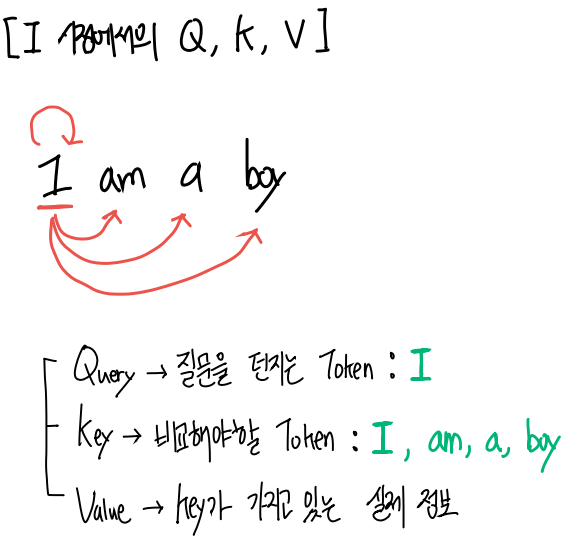 [I 시점에서의 Q, K, V]
I am a boy
Query → 질문을 던지는 Token : I
Key → 비교해야할 Token : I, am, a, boy
Value → key가 가지고 있는 실제 정보